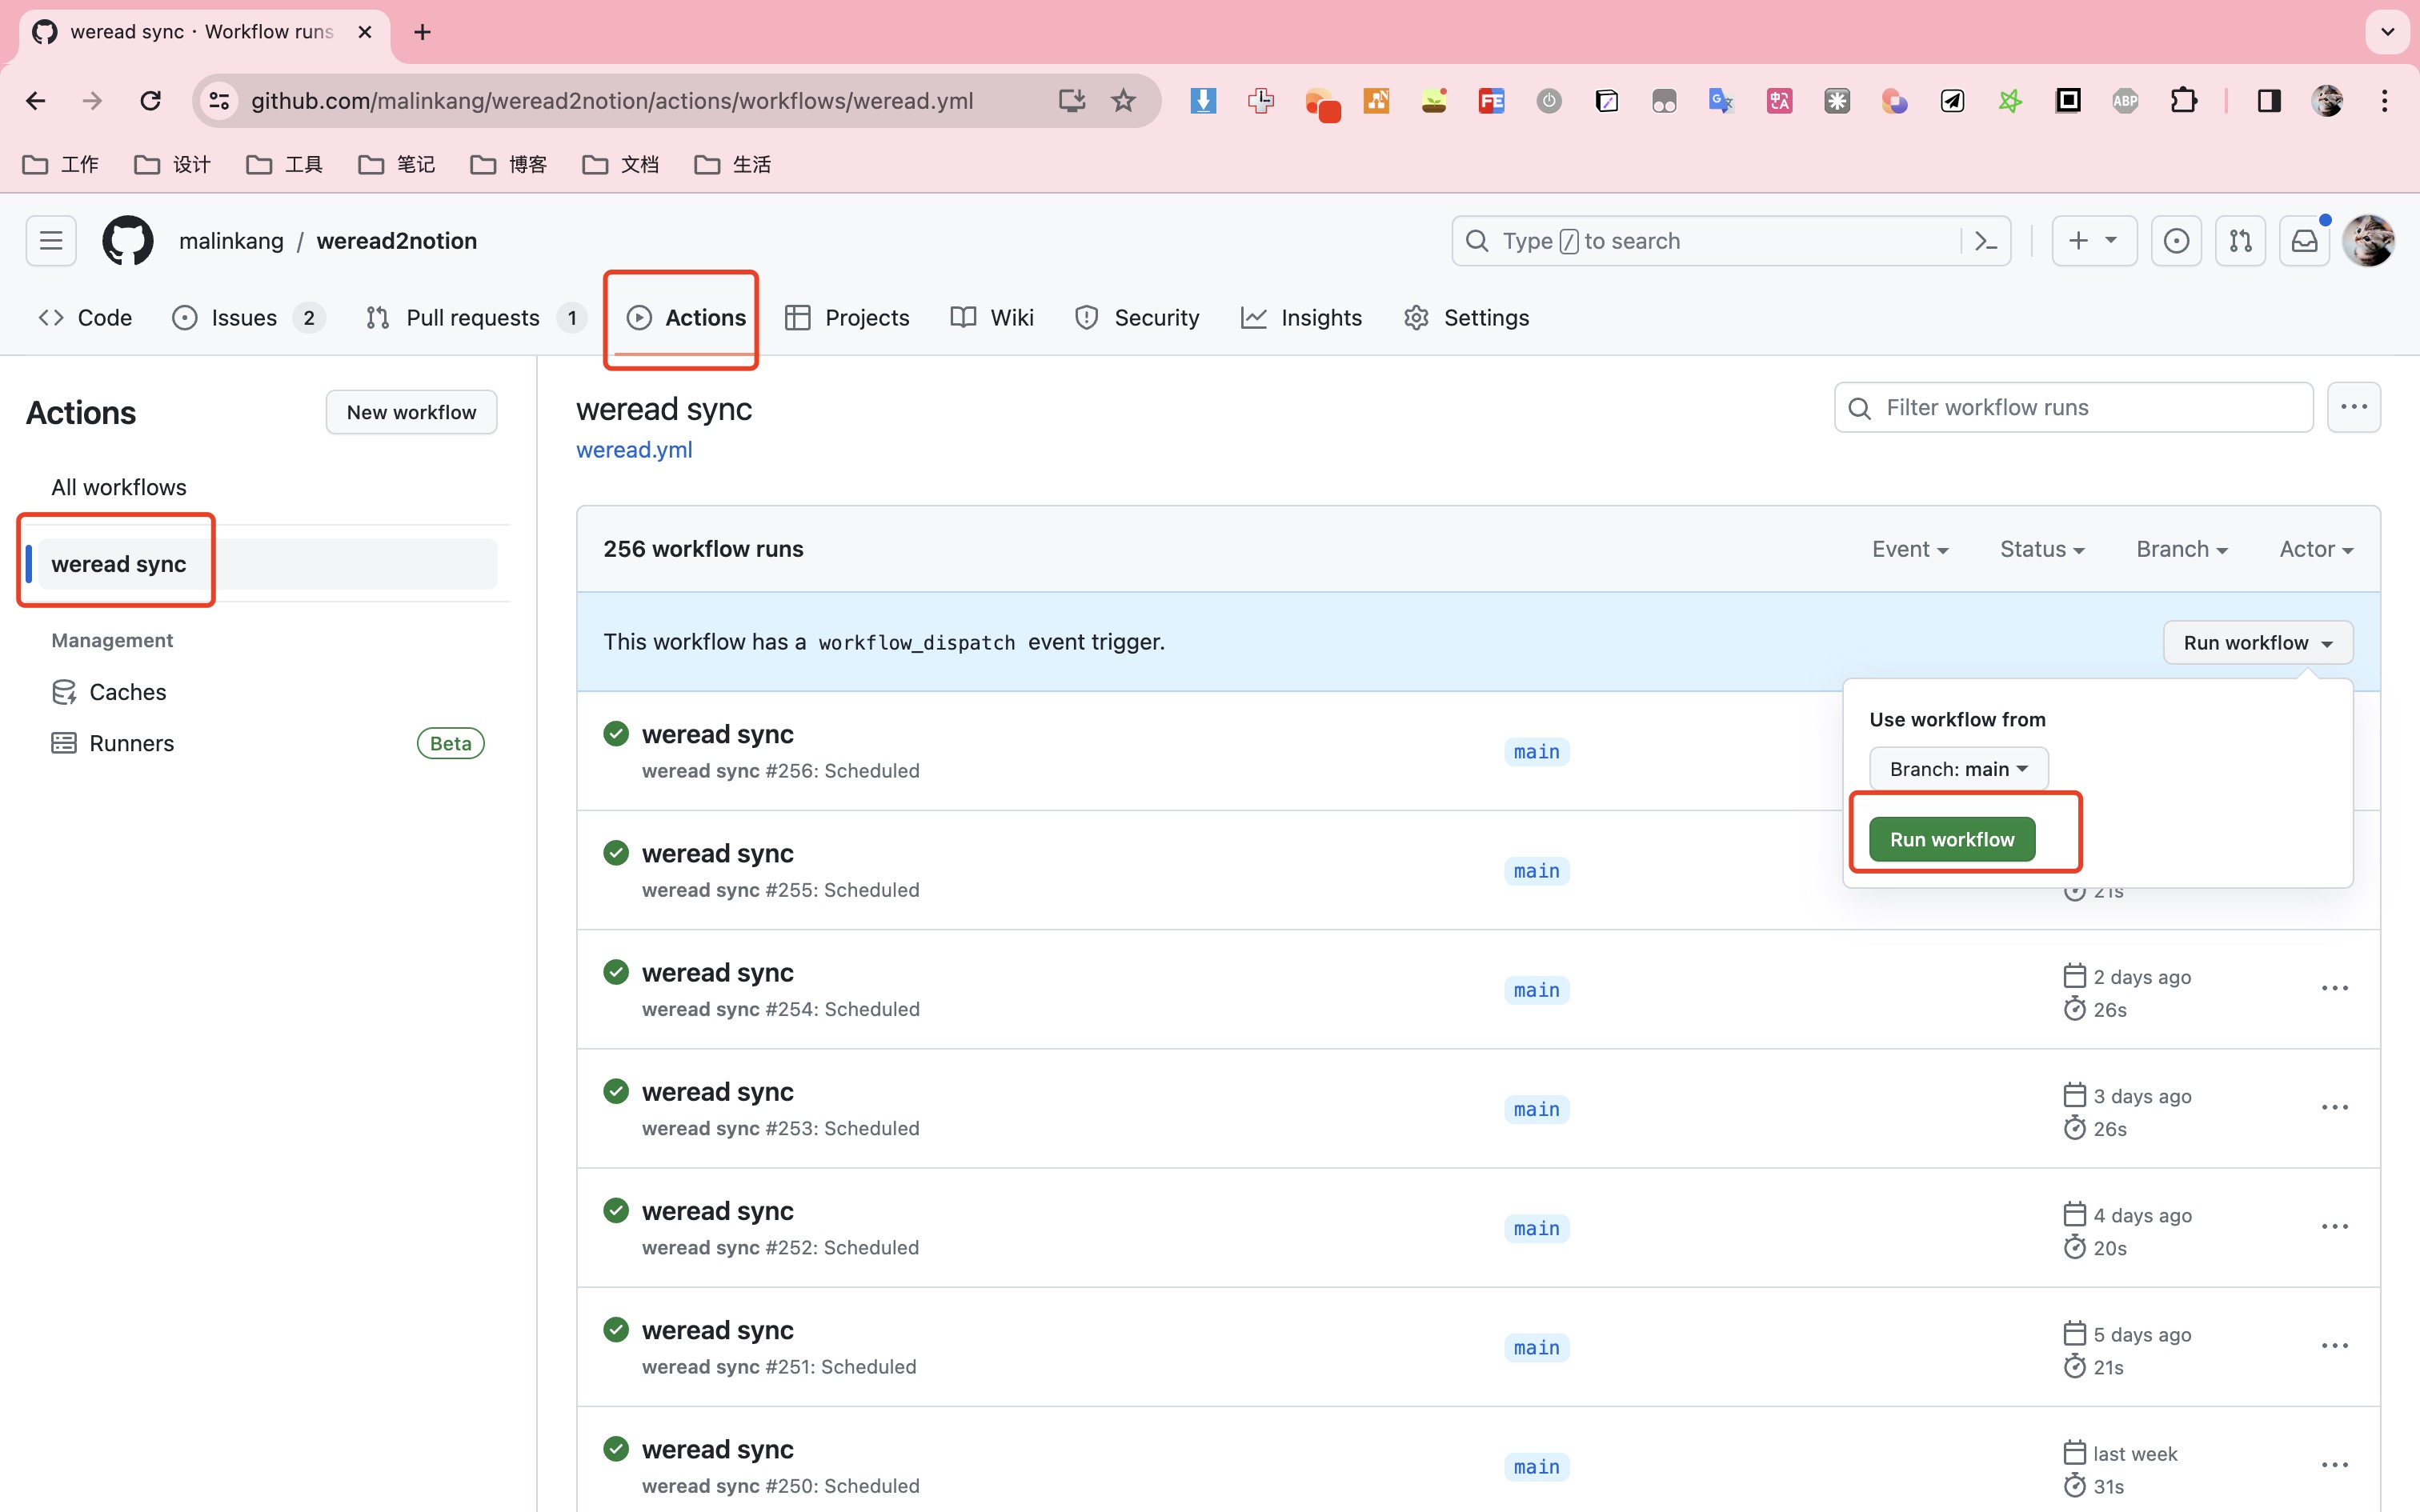 weread sync · Workflow runs
github.com/malinkang/weread2notion/actions/workflows/weread.yml
FE
ABP
工作 设计 工具 笔记 博客 文档 生活
malinkang / weread2notion
Type / to search
Code Issues 2 Pull requests 1 Actions Projects Wiki Security Insights Settings
Actions
New workflow
All workflows
weread sync
Management
Caches
Runners Beta
weread sync
weread.yml
Filter workflow runs
256 workflow runs
Event Status Branch Actor
This workflow has a workflow_dispatch event trigger.
Run workflow
Use workflow from
Branch: main
Run workflow
weread sync
weread sync #256: Scheduled
main
weread sync
weread sync #255: Scheduled
main
21s
weread sync
weread sync #254: Scheduled
main
2 days ago
26s
weread sync
weread sync #253: Scheduled
main
3 days ago
26s
weread sync
weread sync #252: Scheduled
main
4 days ago
20s
weread sync
weread sync #251: Scheduled
main
5 days ago
21s
weread sync
weread sync #250: Scheduled
main
last week
31s